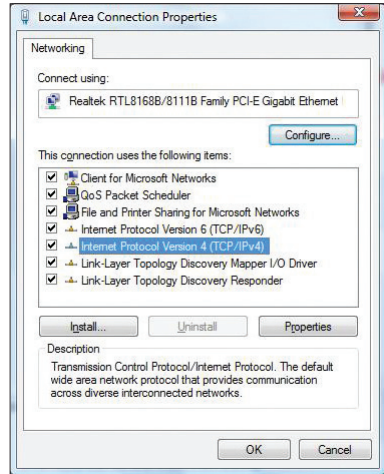 Local Area Connection Properties
Networking
Connect using:
Realtek RTL8168B/8111B Family PCI-E Gigabit Ethernet
Configure...
This connection uses the following items:
Client for Microsoft Networks
QoS Packet Scheduler
File and Printer Sharing for Microsoft Networks
Internet Protocol Version 6 (TCP/IPv6)
Internet Protocol Version 4 (TCP/IPv4)
Link-Layer Topology Discovery Mapper I/O Driver
Link-Layer Topology Discovery Responder
Install... Uninstall Properties
Description
Transmission Control Protocol/Internet Protocol. The default
wide area network protocol that provides communication
across diverse interconnected networks.
OK Cancel